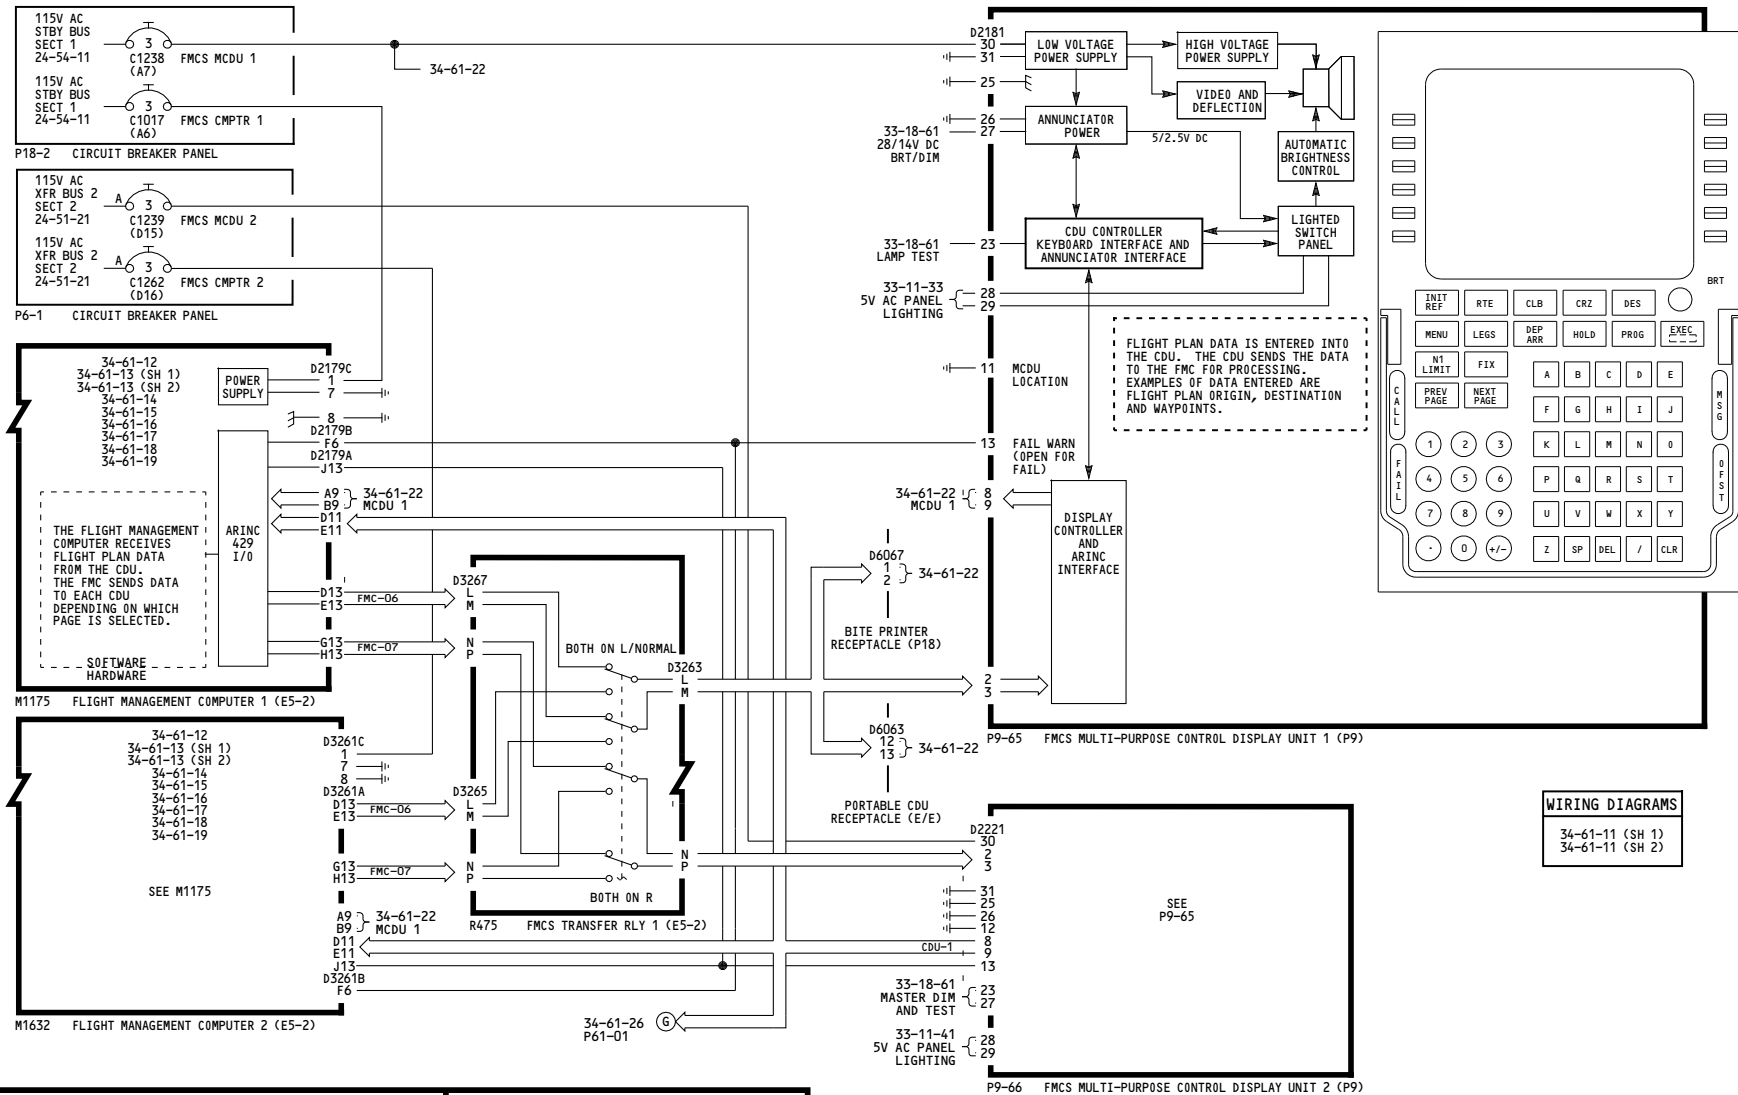 115V AC
STBY BUS
SECT 1
24-54-11
3
C1238
(A7)
FMCS MCDU 1
115V AC
STBY BUS
SECT 1
24-54-11
3
C1017
(A6)
FMCS CMPTR 1
P18-2 CIRCUIT BREAKER PANEL
34-61-22
115V AC
XFR BUS 2
SECT 2
24-51-21
A
3
C1239
(D15)
FMCS MCDU 2
115V AC
XFR BUS 2
SECT 2
24-51-21
A
3
C1262
(D16)
FMCS CMPTR 2
P6-1 CIRCUIT BREAKER PANEL
34-61-12
34-61-13 (SH 1)
34-61-13 (SH 2)
34-61-14
34-61-15
34-61-16
34-61-17
34-61-18
34-61-19
POWER
SUPPLY
D2179C
1
7
8
D2179B
F6
D2179A
J13
A9
B9
34-61-22
MCDU 1
D11
E11
ARINC
429
I/O
THE FLIGHT MANAGEMENT
COMPUTER RECEIVES
FLIGHT PLAN DATA
FROM THE CDU.
THE FMC SENDS DATA
TO EACH CDU
DEPENDING ON WHICH
PAGE IS SELECTED.
SOFTWARE
HARDWARE
D13
E13
FMC-06
G13
H13
FMC-07
M1175 FLIGHT MANAGEMENT COMPUTER 1 (E5-2)
34-61-12
34-61-13 (SH 1)
34-61-13 (SH 2)
34-61-14
34-61-15
34-61-16
34-61-17
34-61-18
34-61-19
SEE M1175
D3261C
1
7
8
D3261A
D13
E13
FMC-06
G13
H13
FMC-07
A9
B9
34-61-22
MCDU 1
D11
E11
J13
D3261B
F6
M1632 FLIGHT MANAGEMENT COMPUTER 2 (E5-2)
D3267
L
M
N
P
D3265
L
M
N
P
BOTH ON L/NORMAL
D3263
L
M
N
P
BOTH ON R
R475 FMCS TRANSFER RLY 1 (E5-2)
34-61-26
P61-01
G
D6067
1
2
34-61-22
BITE PRINTER
RECEPTACLE (P18)
D6063
12
13
34-61-22
PORTABLE CDU
RECEPTACLE (E/E)
D2181
30
31
25
26
27
33-18-61
28/14V DC
BRT/DIM
33-18-61
LAMP TEST
23
33-11-33
5V AC PANEL
LIGHTING
28
29
11
MCDU
LOCATION
13
FAIL WARN
(OPEN FOR
FAIL)
34-61-22
MCDU 1
8
9
2
3
LOW VOLTAGE
POWER SUPPLY
HIGH VOLTAGE
POWER SUPPLY
VIDEO AND
DEFLECTION
ANNUNCIATOR
POWER
5/2.5V DC
AUTOMATIC
BRIGHTNESS
CONTROL
LIGHTED
SWITCH
PANEL
CDU CONTROLLER
KEYBOARD INTERFACE AND
ANNUNCIATOR INTERFACE
FLIGHT PLAN DATA IS ENTERED INTO
THE CDU. THE CDU SENDS THE DATA
TO THE FMC FOR PROCESSING.
EXAMPLES OF DATA ENTERED ARE
FLIGHT PLAN ORIGIN, DESTINATION
AND WAYPOINTS.
DISPLAY
CONTROLLER
AND
ARINC
INTERFACE
P9-65 FMCS MULTI-PURPOSE CONTROL DISPLAY UNIT 1 (P9)
BRT
INIT
REF
RTE
CLB
CRZ
DES
MENU
LEGS
DEP
ARR
HOLD
PROG
EXEC
N1
LIMIT
FIX
PREV
PAGE
NEXT
PAGE
A B C D E
F G H I J
K L M N O
P Q R S T
U V W X Y
Z SP DEL / CLR
1 2 3
4 5 6
7 8 9
. 0 +/-
CALL
FAIL
MSG
OFST
D2221
30
2
3
31
25
26
12
CDU-1
8
9
13
33-18-61
MASTER DIM
AND TEST
23
27
33-11-41
5V AC PANEL
LIGHTING
28
29
SEE
P9-65
P9-66 FMCS MULTI-PURPOSE CONTROL DISPLAY UNIT 2 (P9)
WIRING DIAGRAMS
34-61-11 (SH 1)
34-61-11 (SH 2)